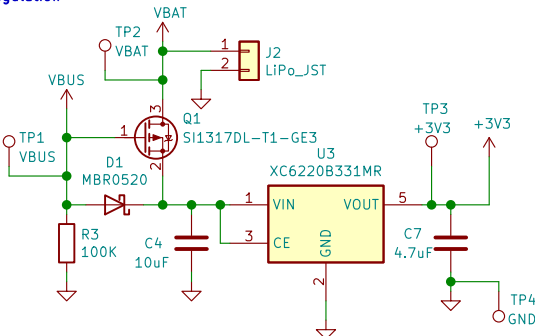 gulation
TP2
VBAT
VBAT
1
2
J2
LiPo_JST
VBUS
TP1
VBUS
3
1
2
Q1
SI1317DL-T1-GE3
D1
MBR0520
R3
100K
C4
10uF
U3
XC6220B331MR
1
VIN
3
CE
GND
2
VOUT
5
TP3
+3V3
+3V3
C7
4.7uF
TP4
GND